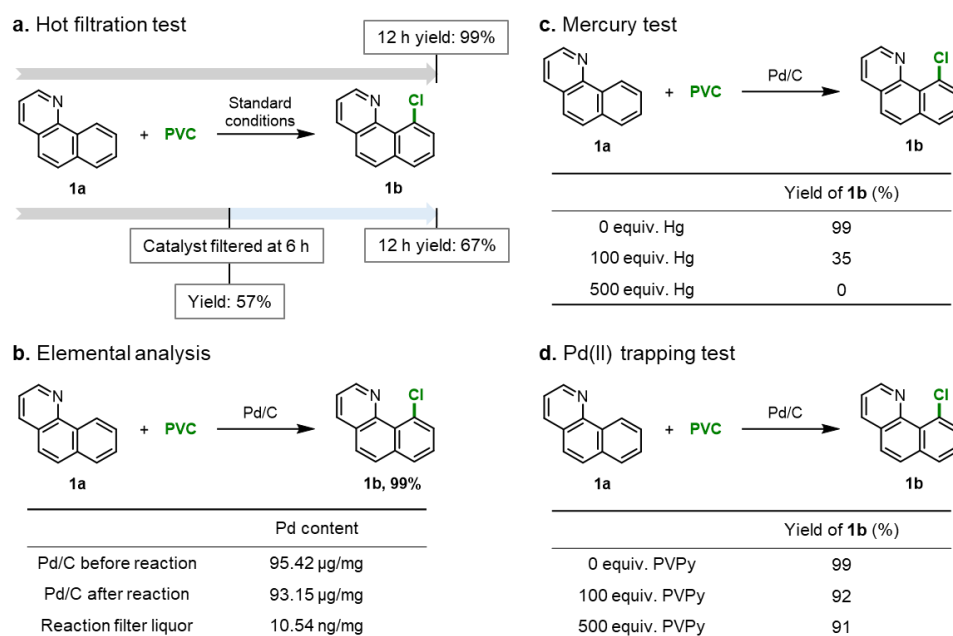 a. Hot filtration test
12 h yield: 99%
N
1a
+ PVC
Standard
conditions
N
Cl
1b
Catalyst filtered at 6 h
12 h yield: 67%
Yield: 57%
b. Elemental analysis
N
1a
+ PVC
Pd/C
N
Cl
1b, 99%
Pd content
Pd/C before reaction 95.42 µg/mg
Pd/C after reaction 93.15 µg/mg
Reaction filter liquor 10.54 ng/mg
c. Mercury test
N
1a
+ PVC
Pd/C
N
Cl
1b
Yield of 1b (%)
0 equiv. Hg 99
100 equiv. Hg 35
500 equiv. Hg 0
d. Pd(II) trapping test
N
1a
+ PVC
Pd/C
N
Cl
1b
Yield of 1b (%)
0 equiv. PVPy 99
100 equiv. PVPy 92
500 equiv. PVPy 91